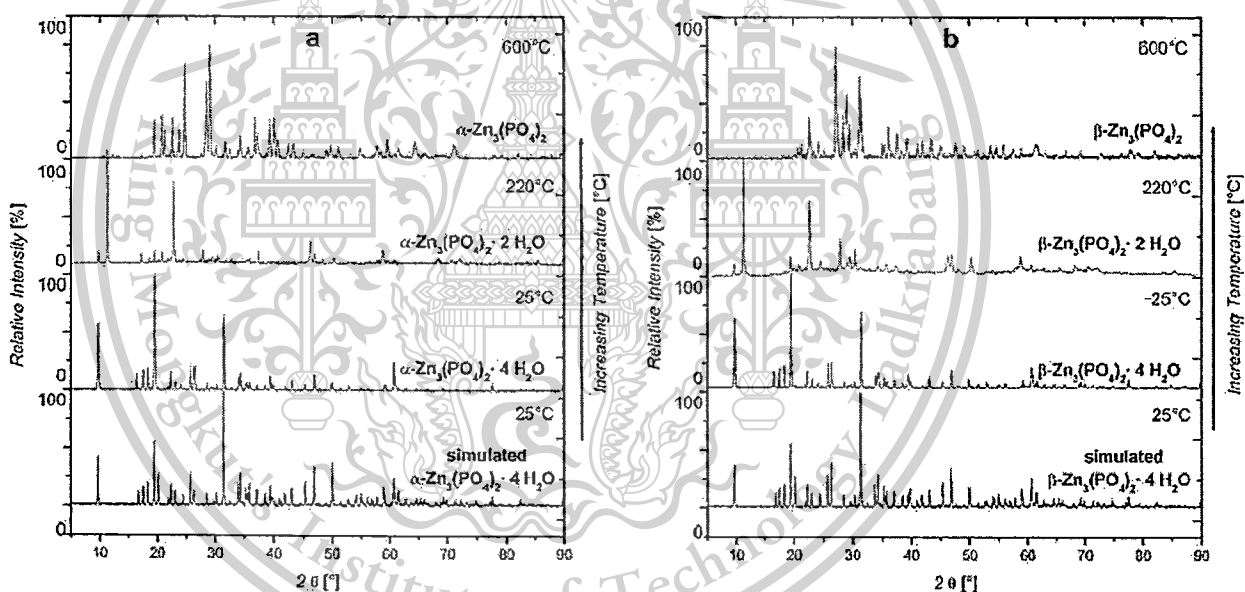 a
Relative Intensity [%]
100
600°C
α-Zn₃(PO₄)₂
0
100
220°C
α-Zn₃(PO₄)₂· 2 H₂O
0
100
25°C
α-Zn₃(PO₄)₂· 4 H₂O
0
100
25°C
simulated
α-Zn₃(PO₄)₂· 4 H₂O
0
10 20 30 40 50 60 70 80 90
2 θ [°]
Increasing Temperature [°C]
b
Relative Intensity [%]
100
600°C
β-Zn₃(PO₄)₂
0
100
220°C
β-Zn₃(PO₄)₂· 2 H₂O
0
100
-25°C
β-Zn₃(PO₄)₂· 4 H₂O
0
100
25°C
simulated
β-Zn₃(PO₄)₂· 4 H₂O
0
10 20 30 40 50 60 70 80 90
2 θ [°]
Increasing Temperature [°C]
King Mongkut's Institute of Technology Ladkrabang